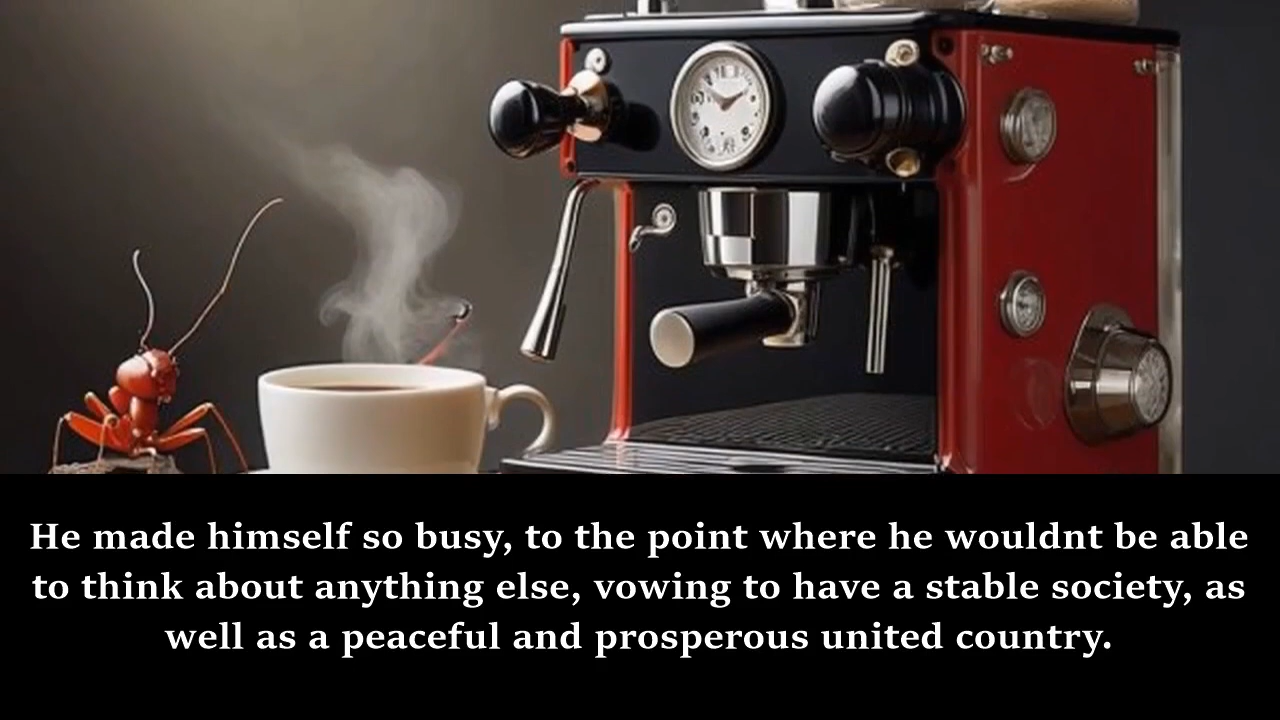 He made himself so busy, to the point where he wouldnt be able
to think about anything else, vowing to have a stable society, as
well as a peaceful and prosperous united country.